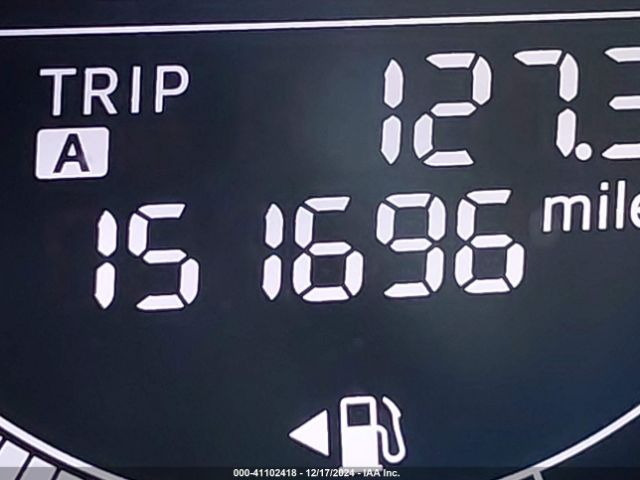 TRIP 127.3
A
151696 mile
000-41102418 - 12/17/2024 - IAA Inc.